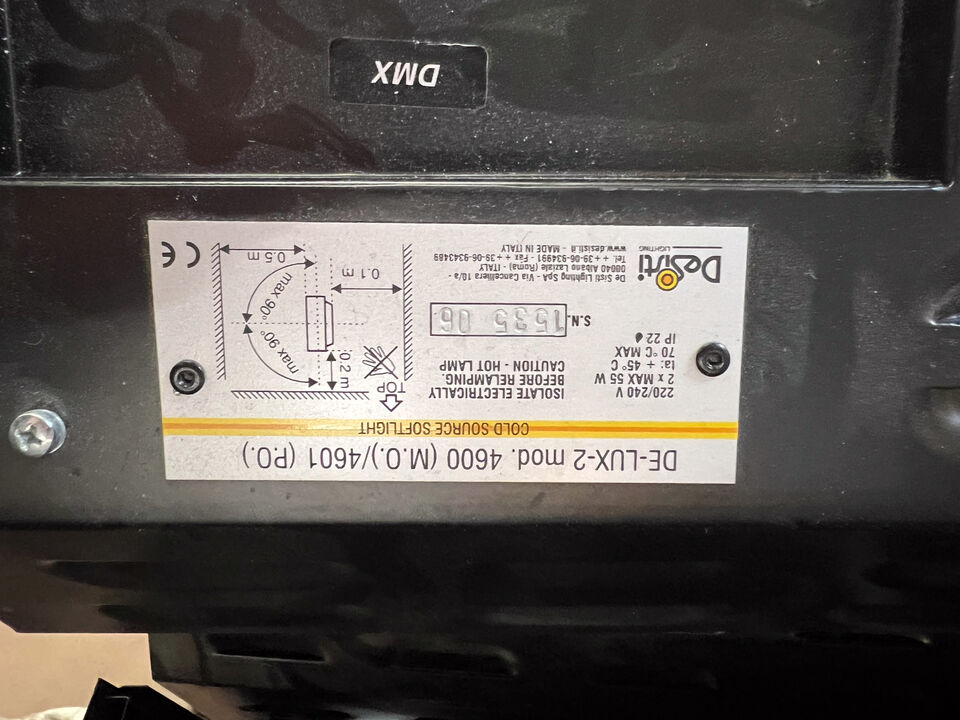 DE-LUX-2 mod. 4600 (M.O.)/4601 (P.O.)
COLD SOURCE SOFTLIGHT
220/240 V
2 x MAX 55 W
ta: + 45° C
70 °C MAX
IP 22
ISOLATE ELECTRICALLY
BEFORE RELAMPING.
CAUTION - HOT LAMP
S.N. 1535 06
DeSisti
LIGHTING
De Sisti Lighting SpA - Via Cancelliera 10/a -
00040 Albano Laziale (Roma) - ITALY
Tel. ++39-06-934991 - Fax ++39-06-9343489
www.desisti.it - MADE IN ITALY
TOP
0.2 m
max 90°
max 90°
0.1 m
0.5 m
CE
DMX